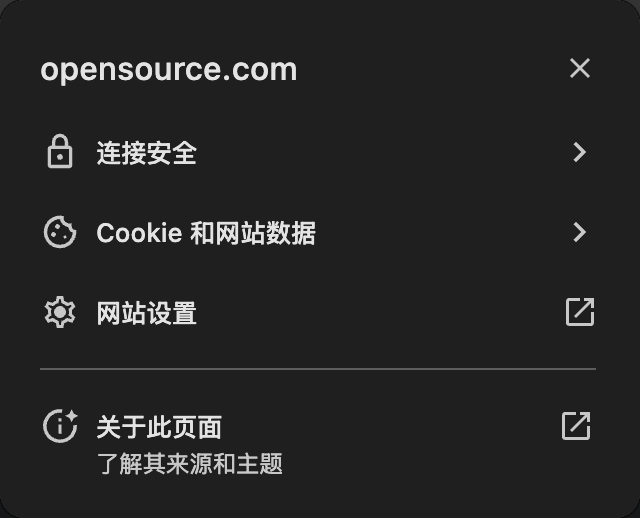 opensource.com
连接安全
Cookie 和网站数据
网站设置
关于此页面
了解其来源和主题